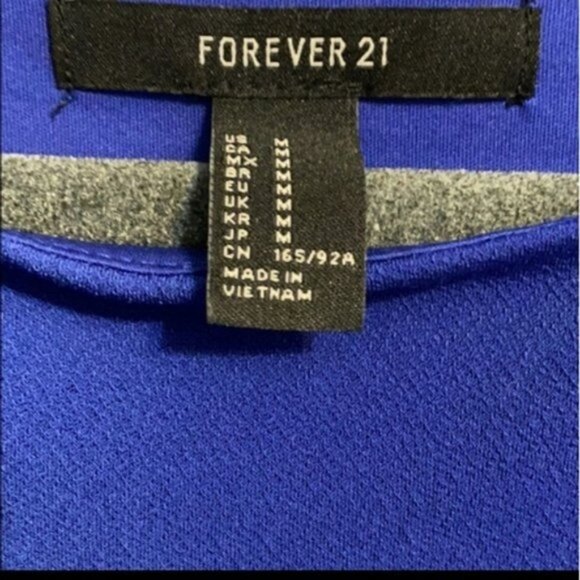 FOREVER 21
US M
CA M
MX M
BR M
EU M
UK M
KR M
JP M
CN 165/92A
MADE IN
VIETNAM